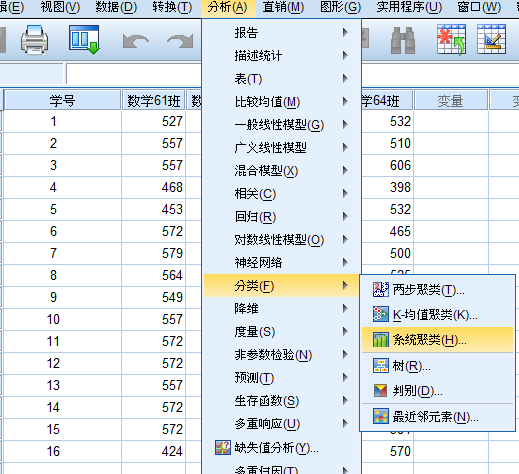 辑(E) 视图(V) 数据(D) 转换(T) 分析(A) 直销(M) 图形(G) 实用程序(U) 窗口(W)
报告
描述统计
表(T)
比较均值(M)
一般线性模型(G)
广义线性模型
混合模型(X)
相关(C)
回归(R)
对数线性模型(O)
神经网络
分类(F)
降维
度量(S)
非参数检验(N)
预测(T)
生存函数(S)
多重响应(U)
缺失值分析(Y)...
多重归因(T)
两步聚类(T)...
K-均值聚类(K)...
系统聚类(H)...
树(R)...
判别(D)...
最近邻元素(N)...
学号 数学61班 数 学64班 变量
1 527 532
2 557 510
3 557 606
4 468 398
5 453 532
6 572 465
7 579 500
8 564
9 549
10 557
11 572
12 572
13 557
14 572
15 572
16 424 570